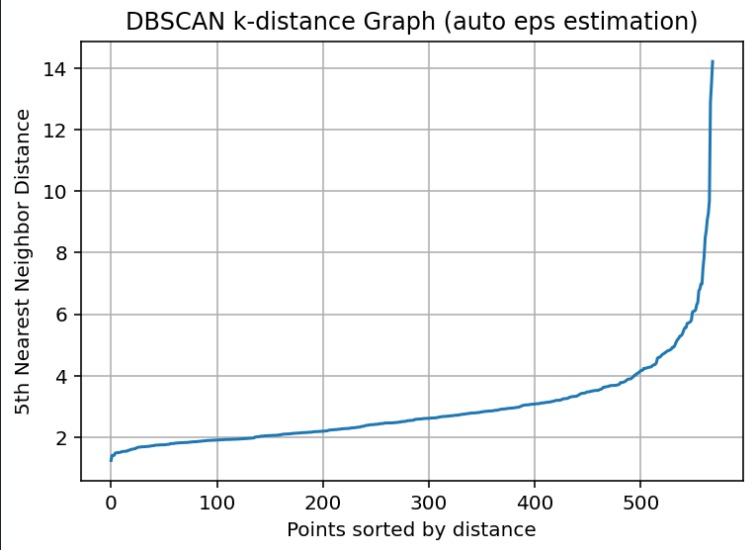 DBSCAN k-distance Graph (auto eps estimation)
5th Nearest Neighbor Distance
14
12
10
8
6
4
2
0 100 200 300 400 500
Points sorted by distance